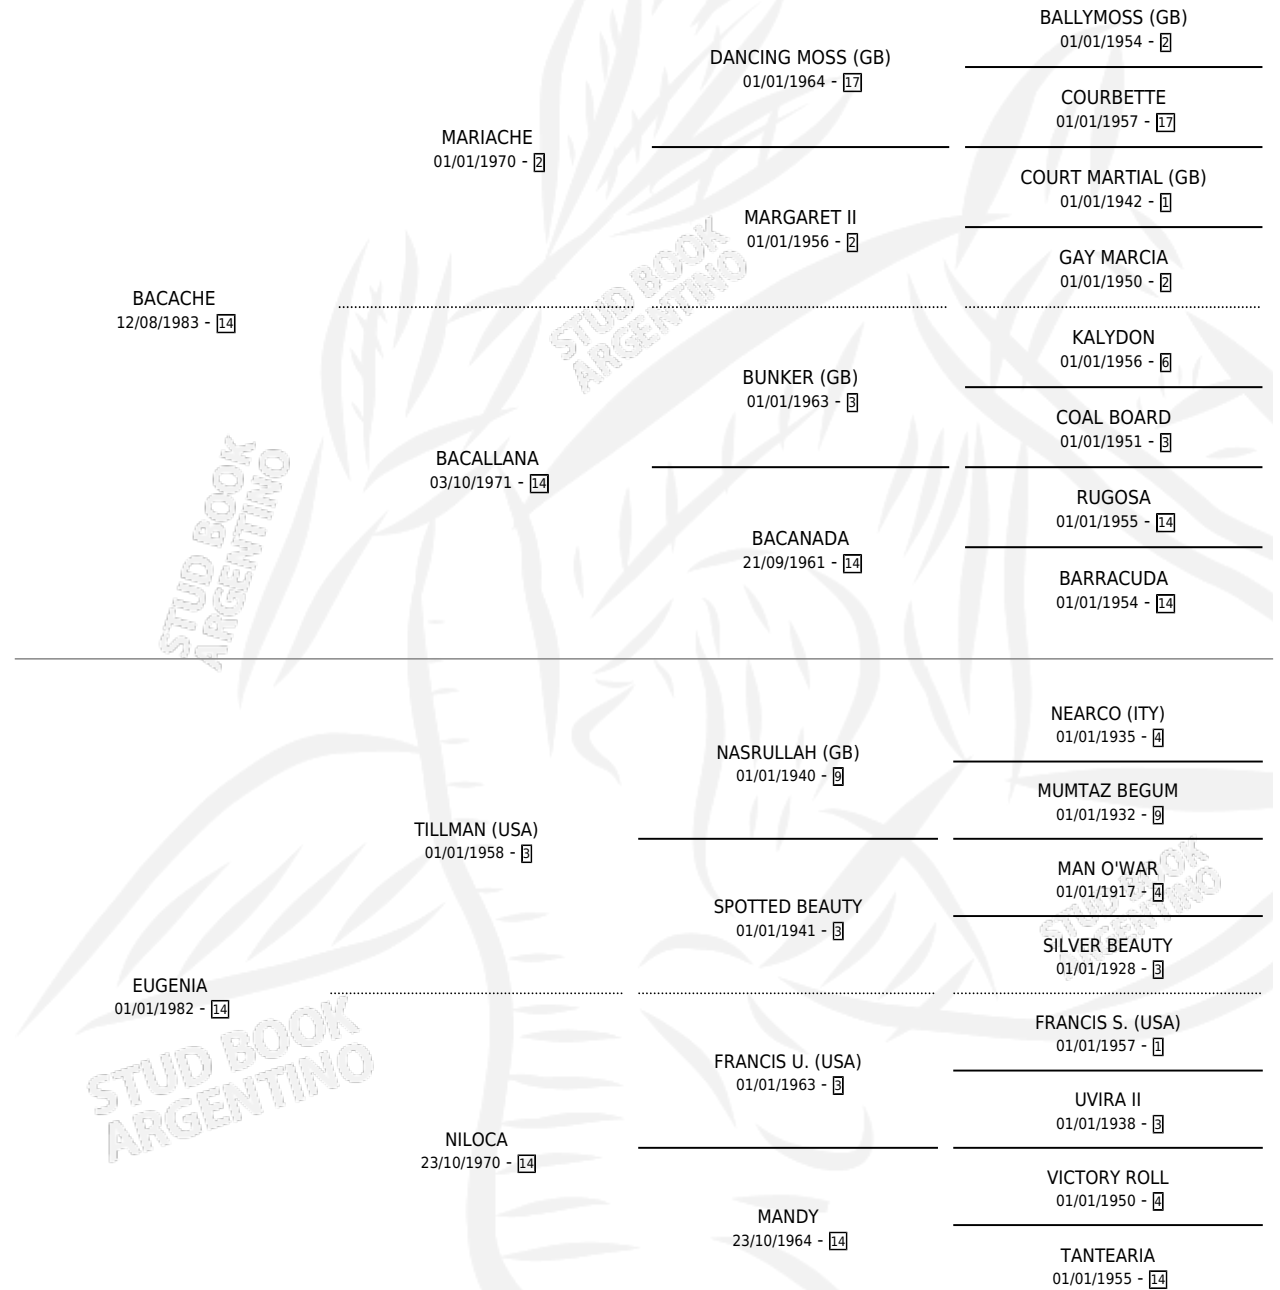 BALLYMOSS (GB)
01/01/1954 - 2
DANCING MOSS (GB)
01/01/1964 - 17
COURBETTE
01/01/1957 - 17
MARIACHE
01/01/1970 - 2
COURT MARTIAL (GB)
01/01/1942 - 1
MARGARET II
01/01/1956 - 2
GAY MARCIA
01/01/1950 - 2
BACACHE
12/08/1983 - 14
KALYDON
01/01/1956 - 6
BUNKER (GB)
01/01/1963 - 3
COAL BOARD
01/01/1951 - 3
BACALLANA
03/10/1971 - 14
RUGOSA
01/01/1955 - 14
BACANADA
21/09/1961 - 14
BARRACUDA
01/01/1954 - 14
STUD BOOK
ARGENTINO
STUD BOOK
ARGENTINO
NEARCO (ITY)
01/01/1935 - 4
NASRULLAH (GB)
01/01/1940 - 9
MUMTAZ BEGUM
01/01/1932 - 9
TILLMAN (USA)
01/01/1958 - 3
MAN O'WAR
01/01/1917 - 4
SPOTTED BEAUTY
01/01/1941 - 3
SILVER BEAUTY
01/01/1928 - 3
EUGENIA
01/01/1982 - 14
FRANCIS S. (USA)
01/01/1957 - 1
FRANCIS U. (USA)
01/01/1963 - 3
UVIRA II
01/01/1938 - 3
NILOCA
23/10/1970 - 14
VICTORY ROLL
01/01/1950 - 4
MANDY
23/10/1964 - 14
TANTEARIA
01/01/1955 - 14
STUD BOOK
ARGENTINO
STUD BOOK
ARGENTINO